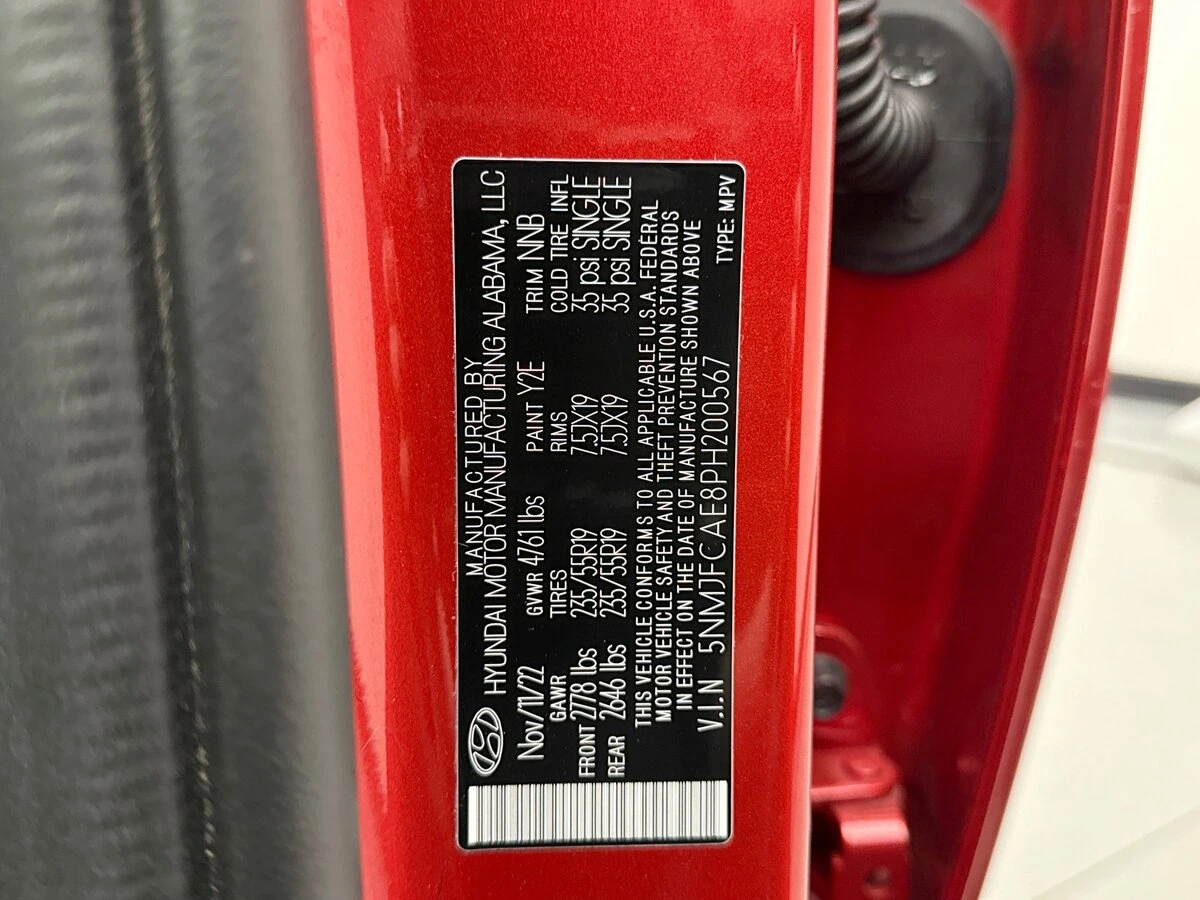 MANUFACTURED BY
HYUNDAI MOTOR MANUFACTURING ALABAMA, LLC
Nov/11/22 GVWR 4761 lbs PAINT Y2E TRIM NNB
GAWR TIRES RIMS COLD TIRE INFL
FRONT 2778 lbs 235/55R19 7.5JX19 35 psi SINGLE
REAR 2646 lbs 235/55R19 7.5JX19 35 psi SINGLE
THIS VEHICLE CONFORMS TO ALL APPLICABLE U.S.A. FEDERAL
MOTOR VEHICLE SAFETY AND THEFT PREVENTION STANDARDS
IN EFFECT ON THE DATE OF MANUFACTURE SHOWN ABOVE
V.I.N 5NMJFCAE8PH200567 TYPE: MPV